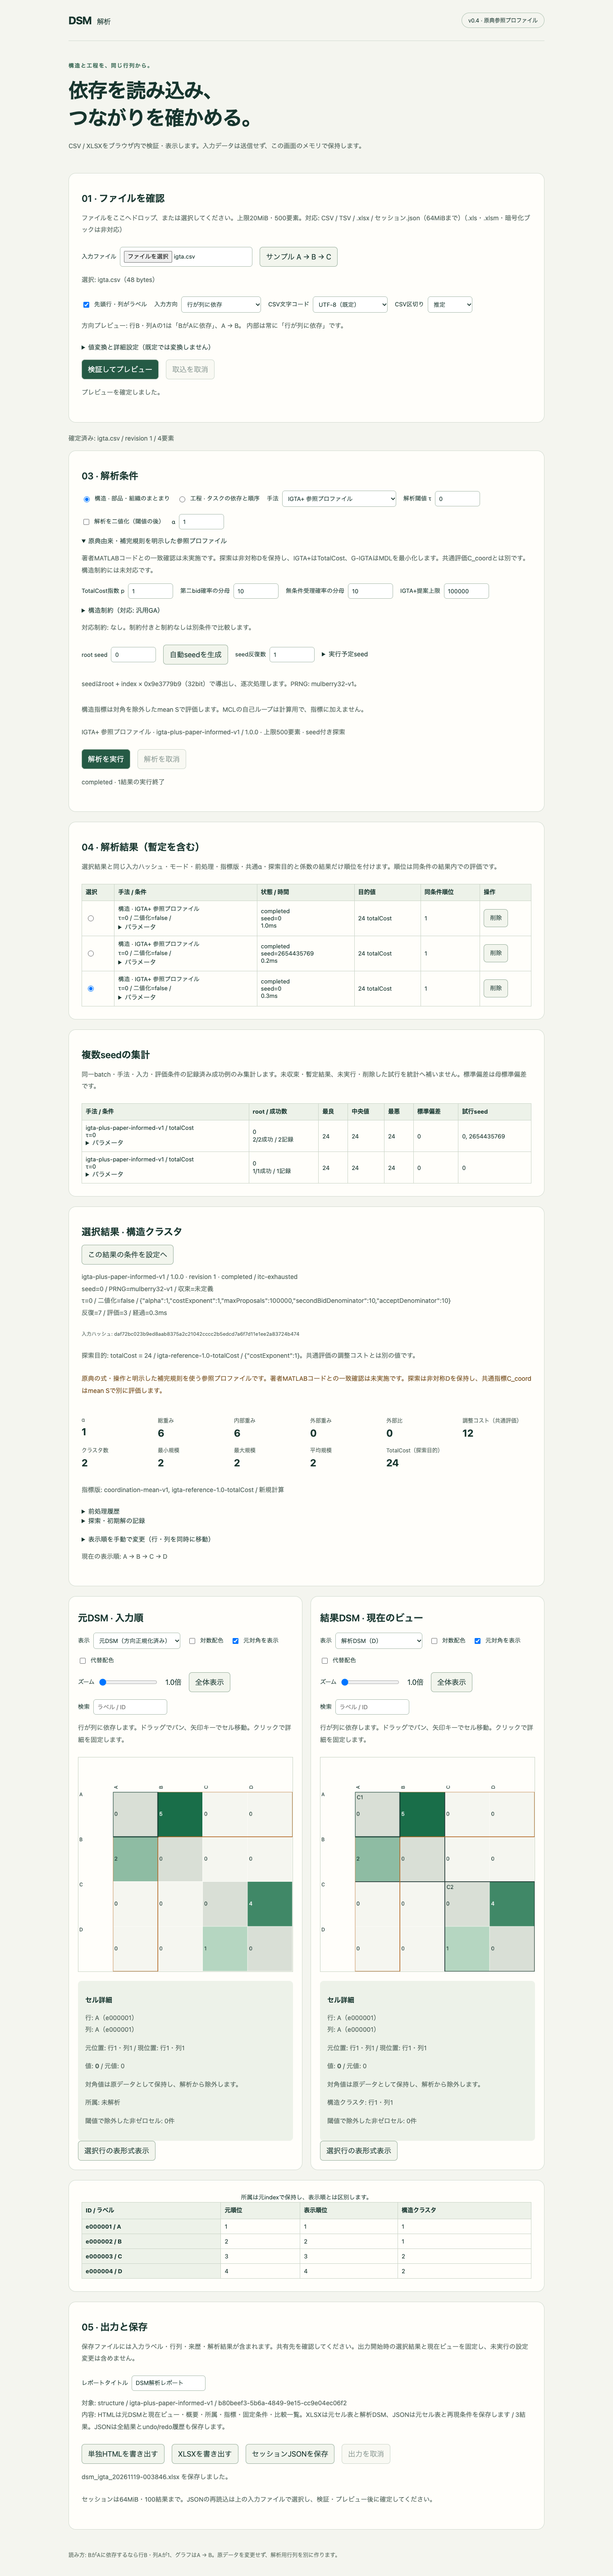 DSM 解析
v0.4・原典参照プロファイル
構造と工程を、同じ行列から。
依存を読み込み、
つながりを確かめる。
CSV / XLSXをブラウザ内で検証・表示します。入力データは送信せず、この画面のメモリで保持します。
01・ファイルを確認
ファイルをここへドロップ、または選択してください。上限20MiB・500要素。対応: CSV / TSV / .xlsx / セッション.json（64MiBまで）（.xls・.xlsm・暗号化ブ
ックは非対応）
入力ファイル ファイルを選択 igta.csv サンプル A → B → C
選択: igta.csv（48 bytes）
先頭行・列がラベル 入力方向 行が列に依存 CSV文字コード UTF-8（既定） CSV区切り 推定
方向プレビュー: 行B・列Aの1は「BがAに依存」、A → B。 内部は常に「行が列に依存」です。
▶ 値変換と詳細設定（既定では変換しません）
検証してプレビュー 取込を取消
プレビューを確定しました。
確定済み: igta.csv / revision 1 / 4要素
03・解析条件
構造・部品・組織のまとまり 工程・タスクの依存と順序 手法 IGTA+ 参照プロファイル 解析閾値 τ 0
解析を二値化（閾値の後） α 1
▼ 原典由来・補完規則を明示した参照プロファイル
著者MATLABコードとの一致確認は未実施です。探索は非対称Dを保持し、IGTA+はTotalCost、G-IGTAはMDLを最小化します。共通評価C_coordとは別です。
構造制約には未対応です。
TotalCost指数 p 1 第二bid確率の分母 10 無条件受理確率の分母 10 IGTA+提案上限 100000
▶ 構造制約（対応: 汎用GA）
対応制約: なし。制約付きと制約なしは別条件で比較します。
root seed 0 自動seedを生成 seed反復数 1 ▶ 実行予定seed
seedはroot + index × 0x9e3779b9（32bit）で導出し、逐次処理します。PRNG: mulberry32-v1。
構造指標は対角を除外したmean Sで評価します。MCLの自己ループは計算用で、指標に加えません。
IGTA+ 参照プロファイル・igta-plus-paper-informed-v1 / 1.0.0・上限500要素・seed付き探索
解析を実行 解析を取消
completed・1結果の実行終了
04・解析結果（暫定を含む）
選択結果と同じ入力ハッシュ・モード・前処理・指標版・共通α・探索目的と係数の結果だけ順位を付けます。順位は同条件の結果内での評価です。
選択 手法 / 条件 状態 / 時間 目的値 同条件順位 操作
構造・IGTA+ 参照プロファイル
τ=0 / 二値化=false /
▶ パラメータ
completed
seed=0
1.0ms
24 totalCost 1 削除
構造・IGTA+ 参照プロファイル
τ=0 / 二値化=false /
▶ パラメータ
completed
seed=2654435769
0.2ms
24 totalCost 1 削除
構造・IGTA+ 参照プロファイル
τ=0 / 二値化=false /
▶ パラメータ
completed
seed=0
0.3ms
24 totalCost 1 削除
複数seedの集計
同一batch・手法・入力・評価条件の記録済み成功例のみ集計します。未収束・暫定結果、未実行・削除した試行を統計へ補いません。標準偏差は母標準偏差
です。
手法 / 条件 root / 成功数 最良 中央値 最悪 標準偏差 試行seed
igta-plus-paper-informed-v1 / totalCost
τ=0
▶ パラメータ
0
2/2成功 / 2記録
24 24 24 0 0, 2654435769
igta-plus-paper-informed-v1 / totalCost
τ=0
▶ パラメータ
0
1/1成功 / 1記録
24 24 24 0 0
選択結果・構造クラスタ
この結果の条件を設定へ
igta-plus-paper-informed-v1 / 1.0.0・revision 1・completed / itc-exhausted
seed=0 / PRNG=mulberry32-v1 / 収束=未定義
τ=0 / 二値化=false / {"alpha":1,"costExponent":1,"maxProposals":100000,"secondBidDenominator":10,"acceptDenominator":10}
反復=7 / 評価=3 / 経過=0.3ms
探索目的: totalCost = 24 / igta-reference-1.0-totalCost / {"costExponent":1}。共通評価の調整コストとは別の値です。
原典の式・操作と明示した補完規則を使う参照プロファイルです。著者MATLABコードとの一致確認は未実施です。探索は非対称Dを保持し、共通指標C_coord
はmean Sで別に評価します。
α 総重み 内部重み 外部重み 外部比 調整コスト（共通評価）
1 6 6 0 0 12
クラスタ数 最小規模 最大規模 平均規模 TotalCost（探索目的）
2 2 2 2 24
指標版: coordination-mean-v1, igta-reference-1.0-totalCost / 新規計算
▶ 前処理履歴
▶ 探索・初期解の記録
▶ 表示順を手動で変更（行・列を同時に移動）
現在の表示順: A → B → C → D
元DSM・入力順
表示 元DSM（方向正規化済み） 対数配色 元対角を表示
代替配色
ズーム 1.0倍 全体表示
検索 ラベル / ID
行が列に依存します。ドラッグでパン、矢印キーでセル移動。クリックで詳
細を固定します。
A B C D
A 0 5 0 0
B 2 0 0 0
C 0 0 0 4
D 0 0 1 0
セル詳細
行: A（e000001）
列: A（e000001）
元位置: 行1・列1 / 現位置: 行1・列1
値: 0 / 元値: 0
対角値は原データとして保持し、解析から除外します。
所属: 未解析
閾値で除外した非ゼロセル: 0件
選択行の表形式表示
結果DSM・現在のビュー
表示 解析DSM（D） 対数配色 元対角を表示
代替配色
ズーム 1.0倍 全体表示
検索 ラベル / ID
行が列に依存します。ドラッグでパン、矢印キーでセル移動。クリックで詳
細を固定します。
A B C D
C1
A 0 5 0 0
B 2 0 0 0
C2
C 0 0 0 4
D 0 0 1 0
セル詳細
行: A（e000001）
列: A（e000001）
元位置: 行1・列1 / 現位置: 行1・列1
値: 0 / 元値: 0
対角値は原データとして保持し、解析から除外します。
構造クラスタ: 行1・列1
閾値で除外した非ゼロセル: 0件
選択行の表形式表示
所属は元indexで保持し、表示順とは区別します。
ID / ラベル 元順位 表示順位 構造クラスタ
e000001 / A 1 1 1
e000002 / B 2 2 1
e000003 / C 3 3 2
e000004 / D 4 4 2
05・出力と保存
保存ファイルには入力ラベル・行列・来歴・解析結果が含まれます。共有先を確認してください。出力開始時の選択結果と現在ビューを固定し、未実行の設定
変更は含めません。
レポートタイトル DSM解析レポート
対象: structure / igta-plus-paper-informed-v1 / b80beef3-5b6a-4849-9e15-cc9e04ec06f2
内容: HTMLは元DSMと現在ビュー・概要・所属・指標・固定条件・比較一覧。XLSXは元セル表と解析DSM、JSONは元セル表と再現条件を保存します / 3結
果。JSONは全結果とundo/redo履歴も保存します。
単独HTMLを書き出す XLSXを書き出す セッションJSONを保存 出力を取消
dsm_igta_20261119-003846.xlsx を保存しました。
セッションは64MiB・100結果まで。JSONの再読込は上の入力ファイルで選択し、検証・プレビュー後に確定してください。
読み方: BがAに依存するなら行B・列Aが1、グラフはA → B。原データを変更せず、解析用行列を別に作ります。